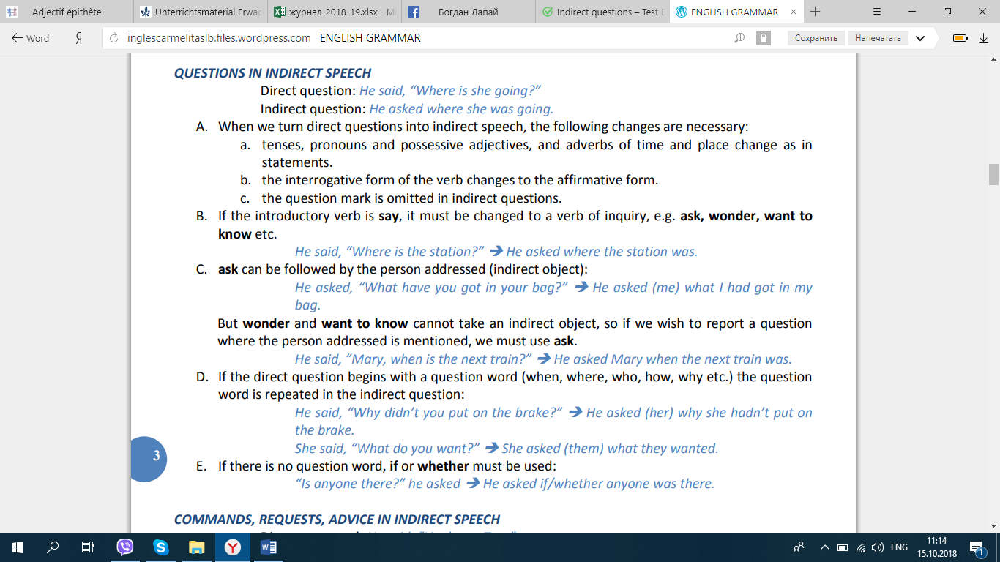 Adjectif épithète
Unterrichtsmaterial Erwac
журнал-2018-19.xlsx - Mi
Богдан Лапай
Indirect questions – Test E
ENGLISH GRAMMAR
Word
Я
inglescarmelitaslb.files.wordpress.com ENGLISH GRAMMAR
Сохранить
Напечатать
QUESTIONS IN INDIRECT SPEECH
Direct question: He said, “Where is she going?”
Indirect question: He asked where she was going.
A. When we turn direct questions into indirect speech, the following changes are necessary:
a. tenses, pronouns and possessive adjectives, and adverbs of time and place change as in
statements.
b. the interrogative form of the verb changes to the affirmative form.
c. the question mark is omitted in indirect questions.
B. If the introductory verb is say, it must be changed to a verb of inquiry, e.g. ask, wonder, want to
know etc.
He said, “Where is the station?” ➔ He asked where the station was.
C. ask can be followed by the person addressed (indirect object):
He asked, “What have you got in your bag?” ➔ He asked (me) what I had got in my
bag.
But wonder and want to know cannot take an indirect object, so if we wish to report a question
where the person addressed is mentioned, we must use ask.
He said, ”Mary, when is the next train?” ➔ He asked Mary when the next train was.
D. If the direct question begins with a question word (when, where, who, how, why etc.) the question
word is repeated in the indirect question:
He said, “Why didn’t you put on the brake?” ➔ He asked (her) why she hadn’t put on
the brake.
She said, “What do you want?” ➔ She asked (them) what they wanted.
3
E. If there is no question word, if or whether must be used:
“Is anyone there?” he asked ➔ He asked if/whether anyone was there.
COMMANDS, REQUESTS, ADVICE IN INDIRECT SPEECH
ENG
11:14
15.10.2018
1